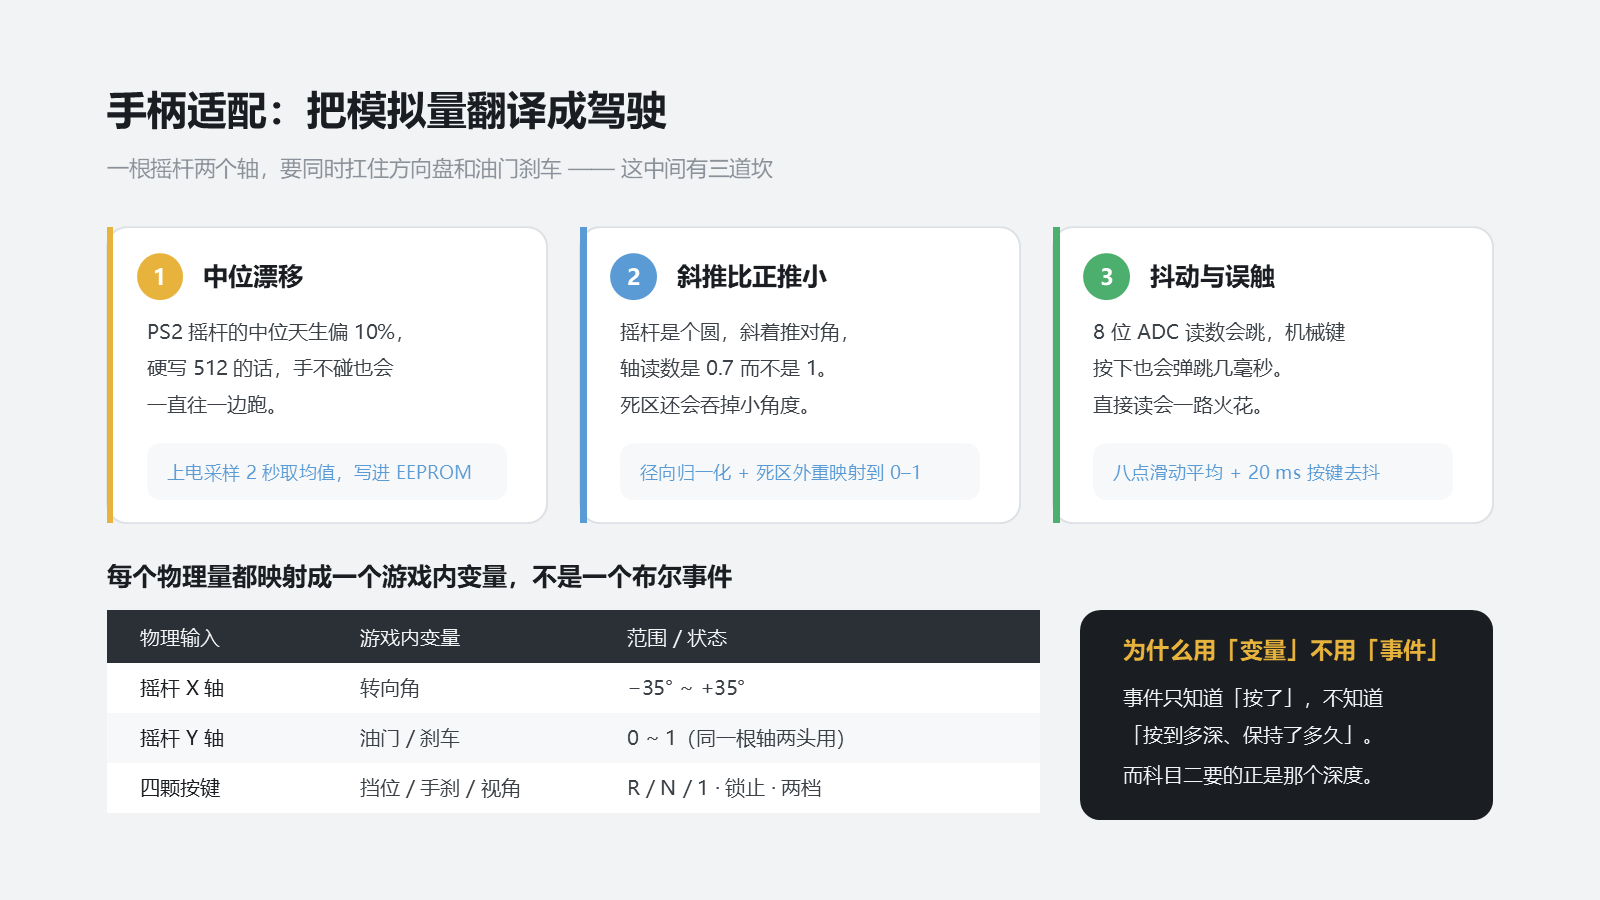 手柄适配：把模拟量翻译成驾驶
一根摇杆两个轴，要同时扛住方向盘和油门刹车 —— 这中间有三道坎
1
中位漂移
PS2 摇杆的中位天生偏 10%，
硬写 512 的话，手不碰也会
一直往一边跑。
上电采样 2 秒取均值，写进 EEPROM
2
斜推比正推小
摇杆是个圆，斜着推对角，
轴读数是 0.7 而不是 1。
死区还会吞掉小角度。
径向归一化 + 死区外重映射到 0–1
3
抖动与误触
8 位 ADC 读数会跳，机械键
按下也会弹跳几毫秒。
直接读会一路火花。
八点滑动平均 + 20 ms 按键去抖
每个物理量都映射成一个游戏内变量，不是一个布尔事件
物理输入 游戏内变量 范围 / 状态
摇杆 X 轴 转向角 −35° ~ +35°
摇杆 Y 轴 油门 / 刹车 0 ~ 1（同一根轴两头用）
四颗按键 挡位 / 手刹 / 视角 R / N / 1 · 锁止 · 两档
为什么用「变量」不用「事件」
事件只知道「按了」，不知道
「按到多深、保持了多久」。
而科目二要的正是那个深度。